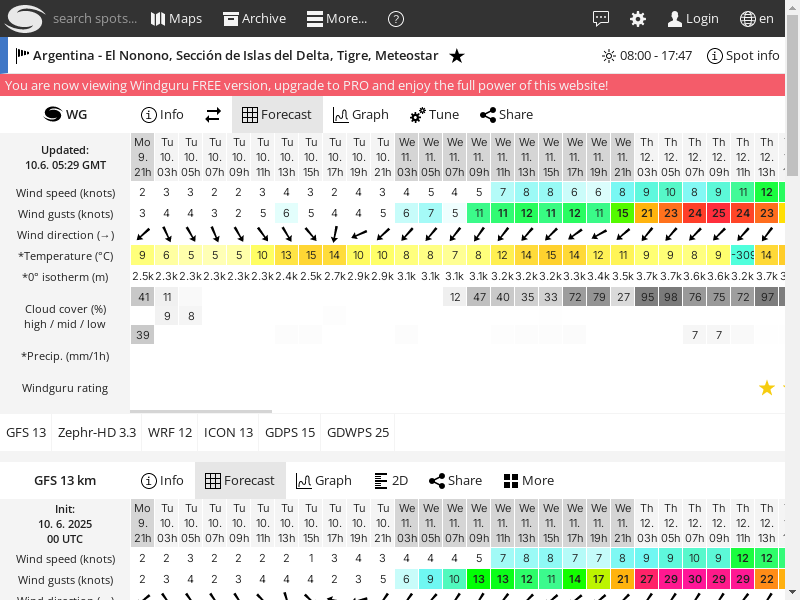 search spots... Maps Archive More... ? Login en
Argentina - El Nonono, Sección de Islas del Delta, Tigre, Meteostar ★ 08:00 - 17:47 Spot info
You are now viewing Windguru FREE version, upgrade to PRO and enjoy the full power of this website!
WG Info Forecast Graph Tune Share
Updated:
10.6. 05:29 GMT
Mo Tu Tu Tu Tu Tu Tu Tu Tu Tu Tu We We We We We We We We We We Th Th Th Th Th Th
9. 10. 10. 10. 10. 10. 10. 10. 10. 10. 10. 11. 11. 11. 11. 11. 11. 11. 11. 11. 11. 12. 12. 12. 12. 12. 12.
21h 03h 05h 07h 09h 11h 13h 15h 17h 19h 21h 03h 05h 07h 09h 11h 13h 15h 17h 19h 21h 03h 05h 07h 09h 11h 13h
Wind speed (knots) 2 3 3 2 2 3 4 3 2 4 3 4 5 4 5 7 8 8 6 6 8 9 10 8 9 11 12
Wind gusts (knots) 3 4 4 3 2 5 6 5 4 4 5 6 7 5 11 11 12 11 12 11 15 21 23 24 25 24 23
Wind direction (→)
*Temperature (°C) 9 6 5 5 5 10 13 15 14 10 10 8 8 7 8 12 14 15 14 12 11 9 9 8 9 -309 14
*0° isotherm (m) 2.5k 2.3k 2.3k 2.3k 2.3k 2.3k 2.4k 2.5k 2.7k 2.9k 2.9k 3.1k 3.1k 3.1k 3.1k 3.2k 3.2k 3.2k 3.3k 3.4k 3.5k 3.7k 3.7k 3.6k 3.6k 3.7k 3.7k
Cloud cover (%)
high / mid / low
41 11 12 47 40 35 33 72 79 27 95 98 76 75 72 97
9 8
39 7 7
*Precip. (mm/1h)
Windguru rating ★
GFS 13 Zephr-HD 3.3 WRF 12 ICON 13 GDPS 15 GDWPS 25
GFS 13 km Info Forecast Graph 2D Share More
Init:
10. 6. 2025
00 UTC
Mo Tu Tu Tu Tu Tu Tu Tu Tu Tu Tu We We We We We We We We We We Th Th Th Th Th Th
9. 10. 10. 10. 10. 10. 10. 10. 10. 10. 10. 11. 11. 11. 11. 11. 11. 11. 11. 11. 11. 12. 12. 12. 12. 12. 12.
21h 03h 05h 07h 09h 11h 13h 15h 17h 19h 21h 03h 05h 07h 09h 11h 13h 15h 17h 19h 21h 03h 05h 07h 09h 11h 13h
Wind speed (knots) 2 2 3 2 2 2 2 1 3 4 3 4 4 4 5 7 8 8 7 7 8 9 9 10 9 12 12
Wind gusts (knots) 2 3 4 2 3 4 4 4 2 3 5 6 9 10 13 13 12 11 14 17 21 27 29 30 29 29 22
Wind direction (→)